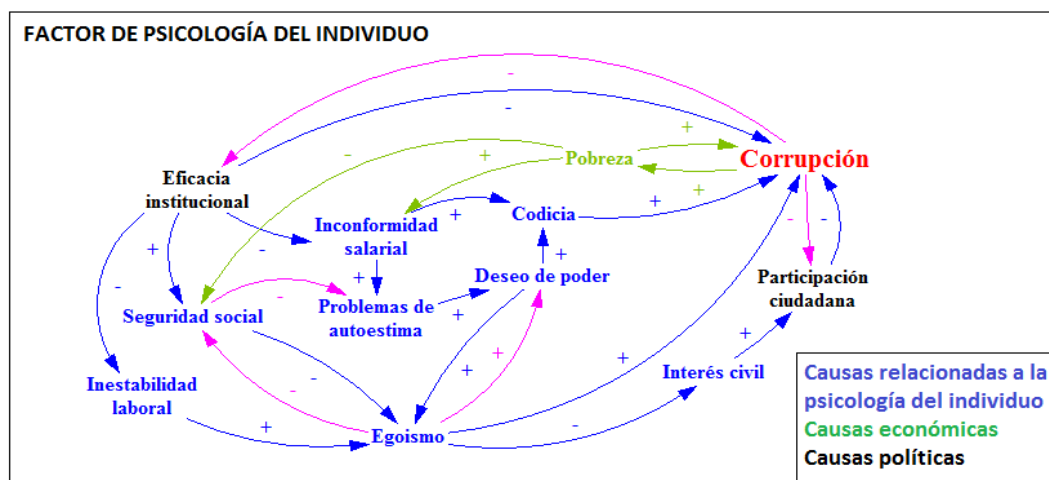 FACTOR DE PSICOLOGÍA DEL INDIVIDUO
-
-
+
-
+
Pobreza
Corrupción
+
Eficacia
institucional
Codicia
+
+
Inconformidad
salarial
-
-
+
-
+
Deseo de poder
Participación
ciudadana
+
-
Seguridad social
-
Problemas de
autoestima
+
+
+
+
+
Interés civil
-
Inestabilidad
laboral
-
+
Egoismo
-
Causas relacionadas a la
psicología del individuo
Causas económicas
Causas políticas